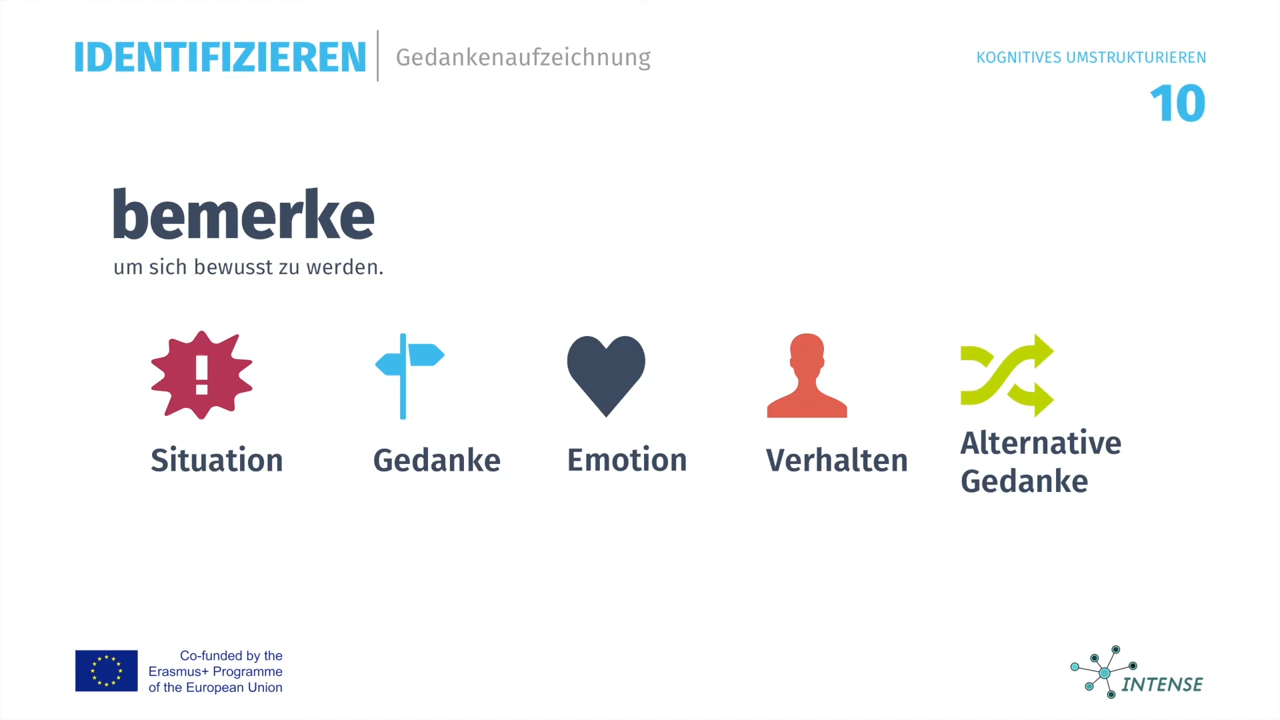 IDENTIFIZIEREN
Gedankenaufzeichnung
KOGNITIVES UMSTRUKTURIEREN
10
bemerke
um sich bewusst zu werden.
Situation
Gedanke
Emotion
Verhalten
Alternative
Gedanke
Co-funded by the
Erasmus+ Programme
of the European Union
INTENSE